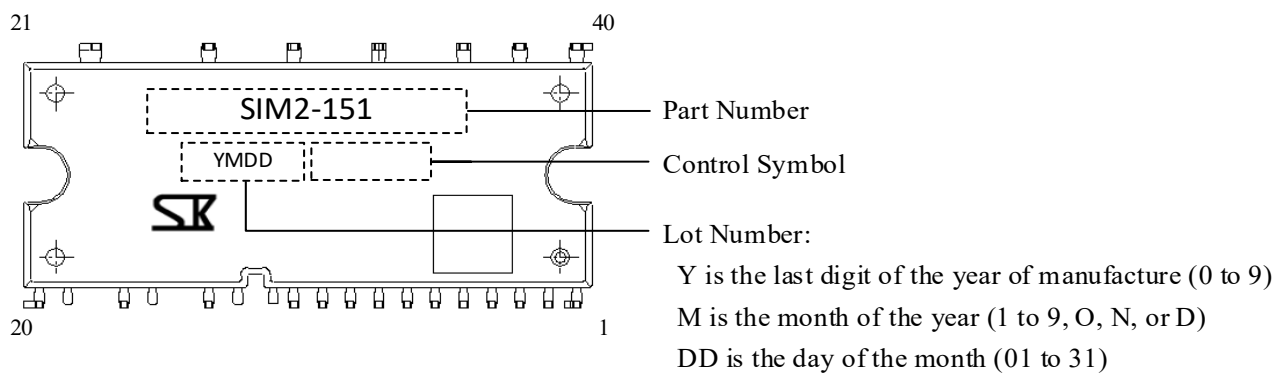 21 40
SIM2-151
Part Number
YMDD
Control Symbol
SK
Lot Number:
Y is the last digit of the year of manufacture (0 to 9)
M is the month of the year (1 to 9, O, N, or D)
20 1
DD is the day of the month (01 to 31)